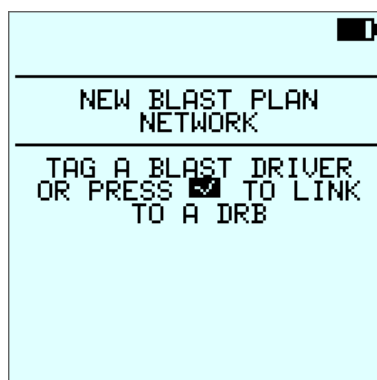 NEW BLAST PLAN
NETWORK
TAG A BLAST DRIVER
OR PRESS ✓ TO LINK
TO A DRB